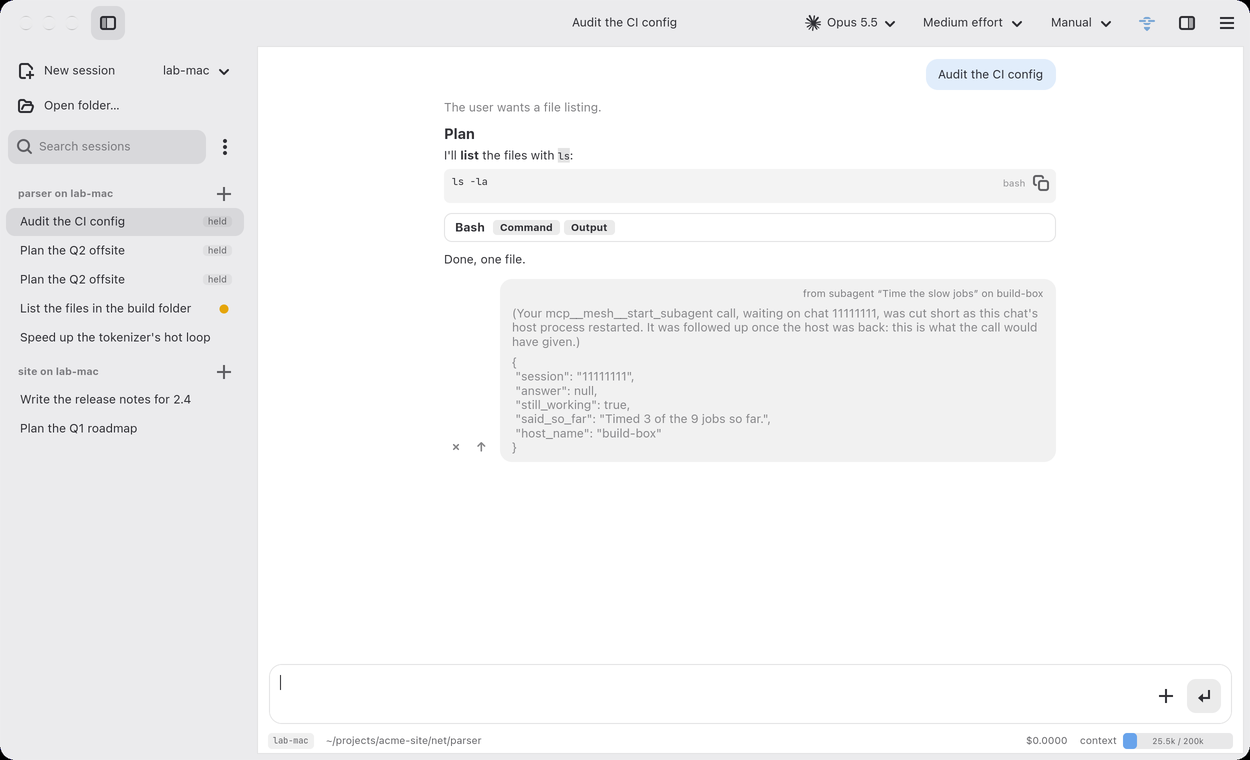 Audit the CI config
Opus 5.5
Medium effort
Manual
New session
lab-mac
Open folder...
Search sessions
parser on lab-mac
Audit the CI config
held
Plan the Q2 offsite
held
Plan the Q2 offsite
held
List the files in the build folder
Speed up the tokenizer's hot loop
site on lab-mac
Write the release notes for 2.4
Plan the Q1 roadmap
Audit the CI config
The user wants a file listing.
Plan
I'll list the files with ls:
ls -la
bash
Bash Command Output
Done, one file.
from subagent “Time the slow jobs” on build-box
(Your mcp__mesh__start_subagent call, waiting on chat 11111111, was cut short as this chat's
host process restarted. It was followed up once the host was back: this is what the call would
have given.)
{
"session": "11111111",
"answer": null,
"still_working": true,
"said_so_far": "Timed 3 of the 9 jobs so far.",
"host_name": "build-box"
}
lab-mac
~/projects/acme-site/net/parser
$0.0000
context
25.5k / 200k